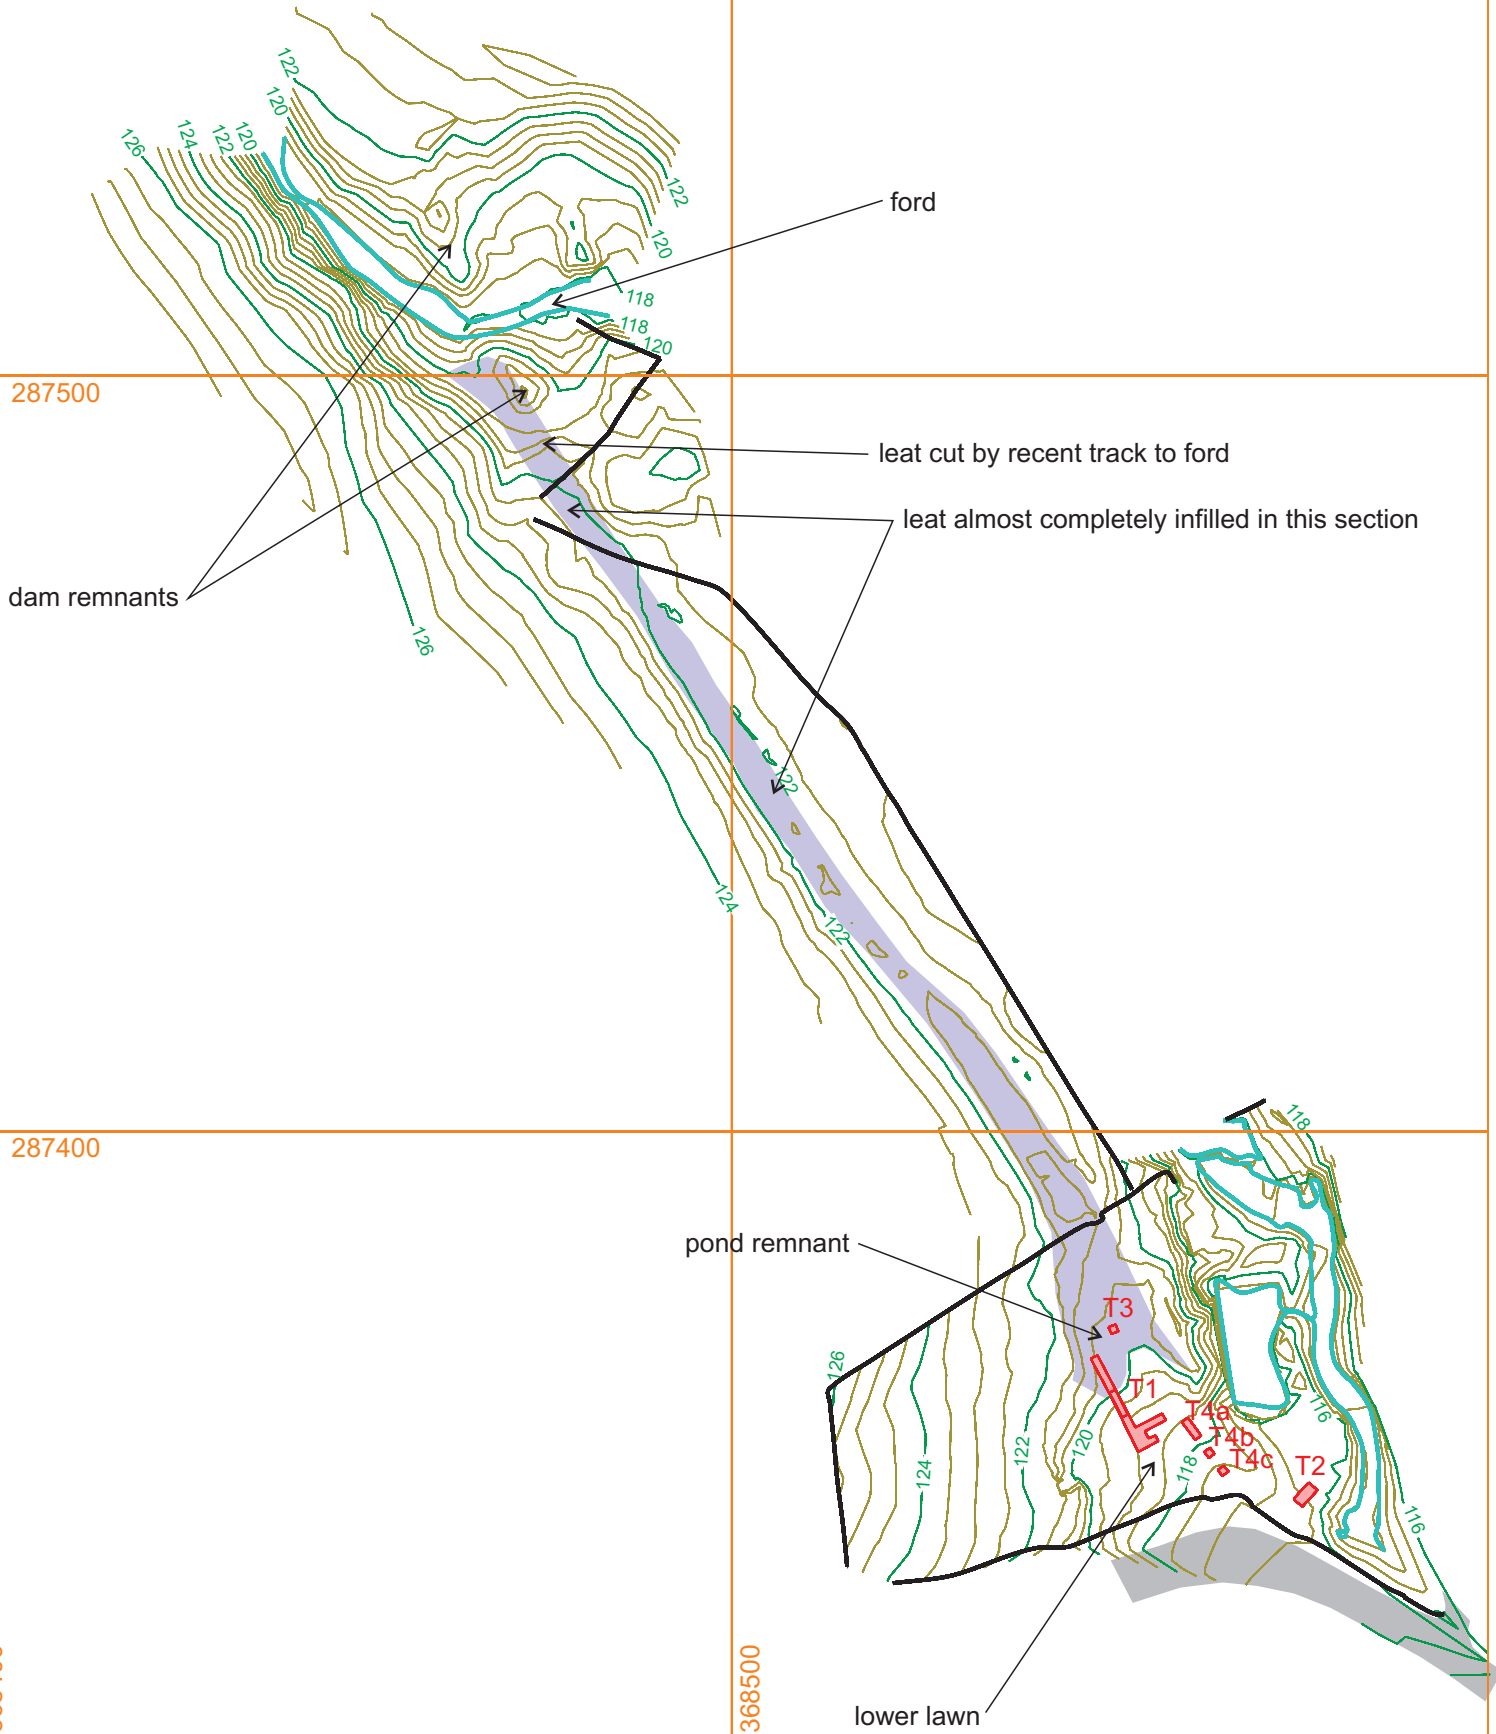 122
120
126
124
122
120
ford
122
120
118
118
120
287500
leat cut by recent track to ford
leat almost completely infilled in this section
dam remnants
126
122
124
122
287400
118
pond remnant
T3
126
T1
T4a
116
T4b
120
122
T4c
118
T2
124
116
368500
lower lawn